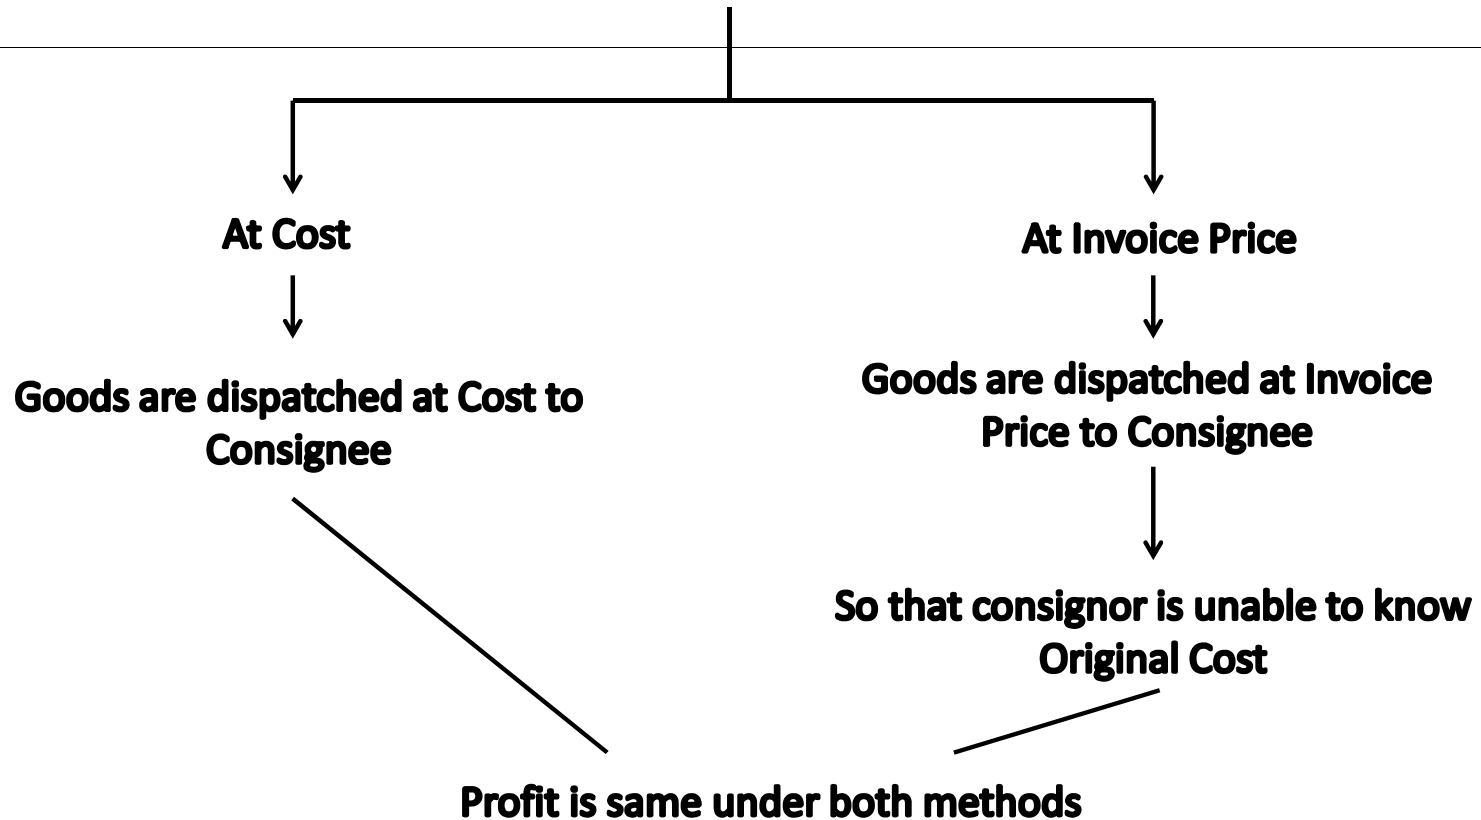 At Cost
At Invoice Price
Goods are dispatched at Cost to
Consignee
Goods are dispatched at Invoice
Price to Consignee
So that consignor is unable to know
Original Cost
Profit is same under both methods